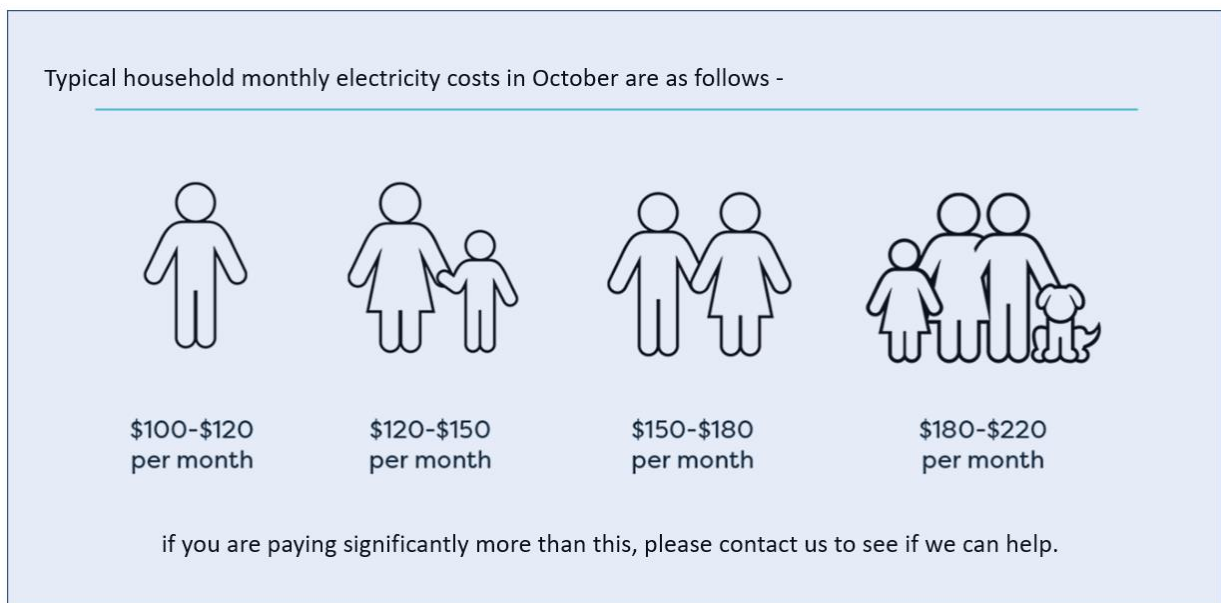 Typical household monthly electricity costs in October are as follows -
$100-$120
per month
$120-$150
per month
$150-$180
per month
$180-$220
per month
if you are paying significantly more than this, please contact us to see if we can help.